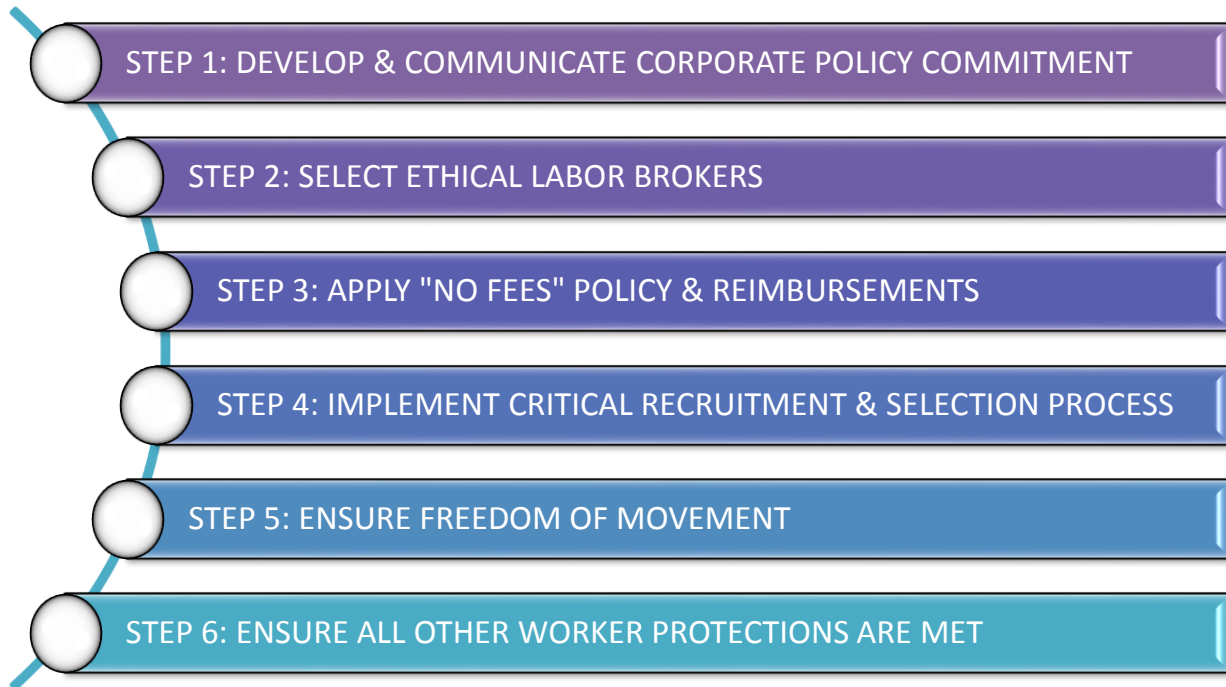 STEP 1: DEVELOP & COMMUNICATE CORPORATE POLICY COMMITMENT
STEP 2: SELECT ETHICAL LABOR BROKERS
STEP 3: APPLY "NO FEES" POLICY & REIMBURSEMENTS
STEP 4: IMPLEMENT CRITICAL RECRUITMENT & SELECTION PROCESS
STEP 5: ENSURE FREEDOM OF MOVEMENT
STEP 6: ENSURE ALL OTHER WORKER PROTECTIONS ARE MET